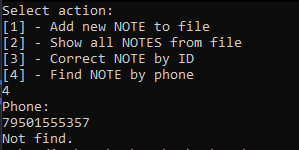 Select action:
[1] - Add new NOTE to file
[2] - Show all NOTES from file
[3] - Correct NOTE by ID
[4] - Find NOTE by phone
4
Phone:
79501555357
Not find.